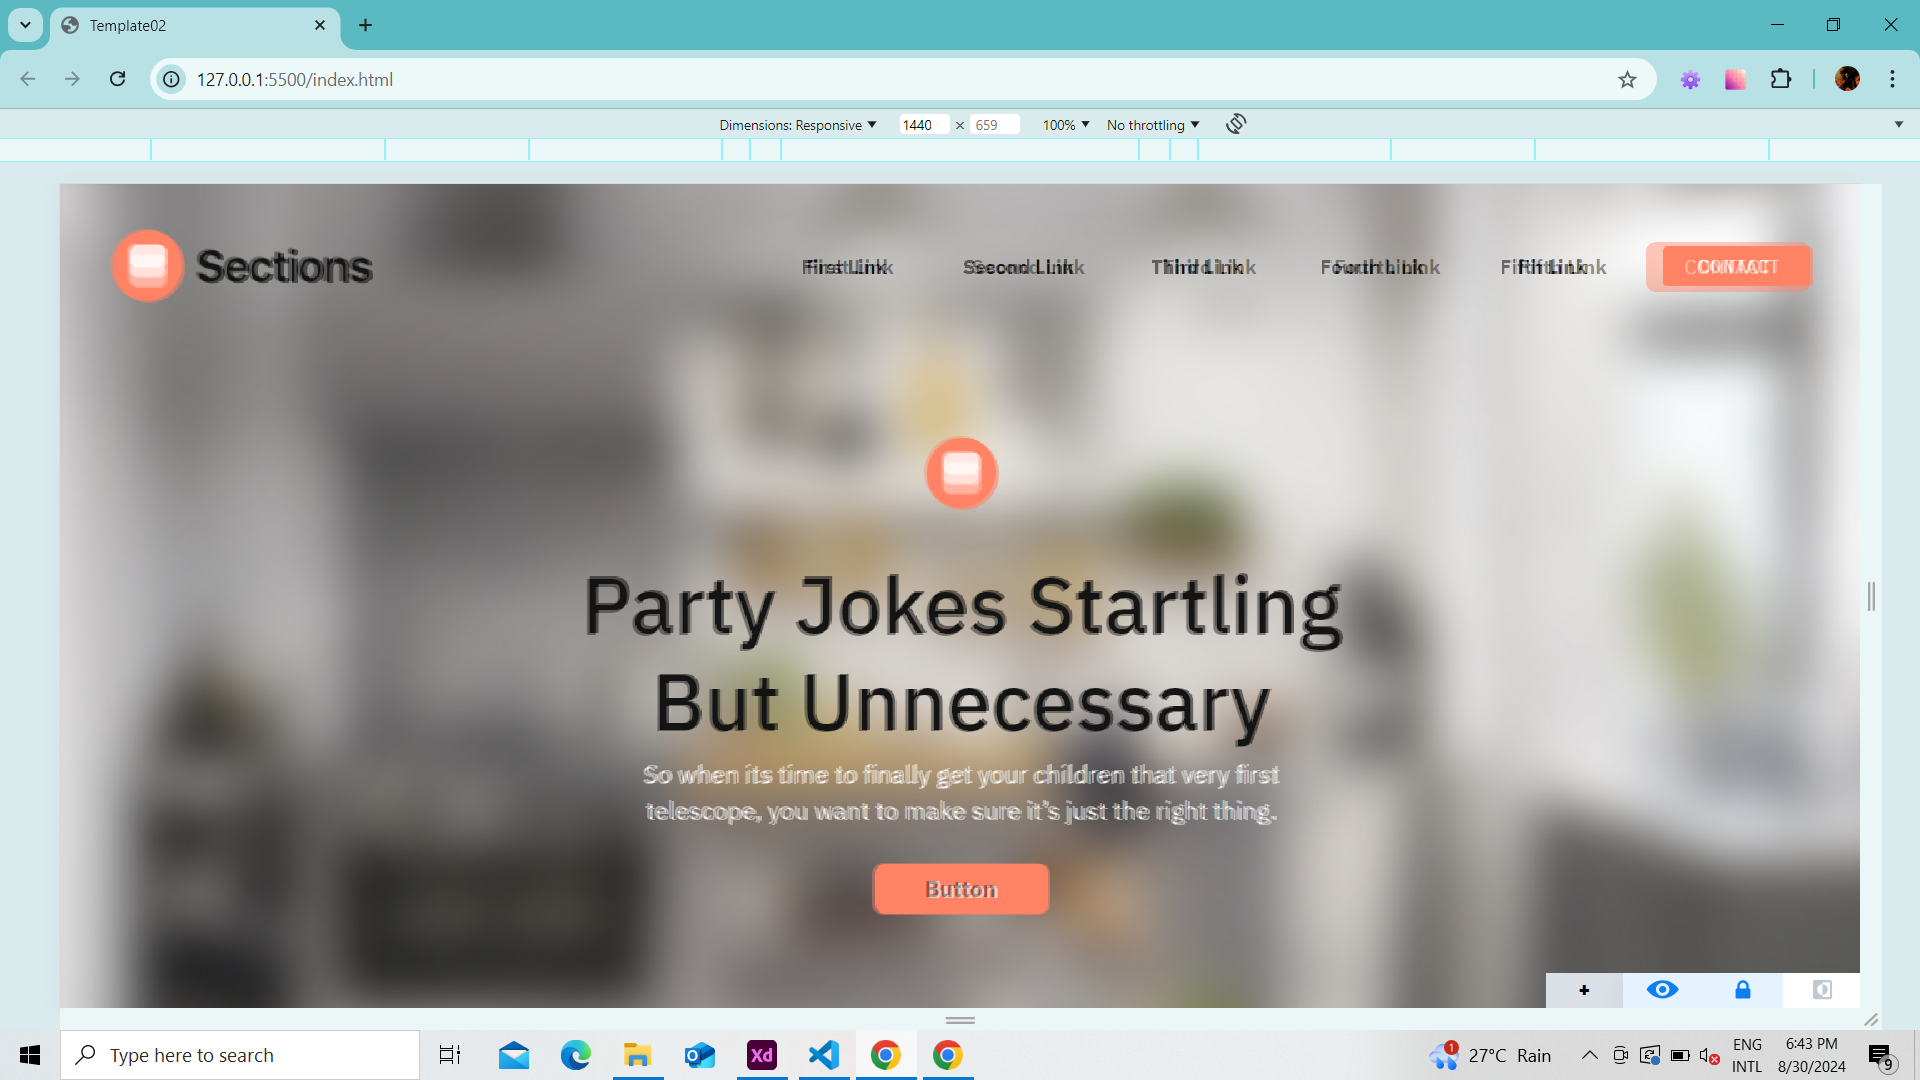 Template02
127.0.0.1:5500/index.html
Dimensions: Responsive 1440 × 659 100% No throttling
Sections First Link Second Link Third Link Fourth Link Fifth Link CONTACT
Party Jokes Startling
But Unnecessary
So when its time to finally get your children that very first
telescope, you want to make sure it’s just the right thing.
Button
+
Type here to search
Xd
1
27°C Rain
ENG
INTL
6:43 PM
8/30/2024
9